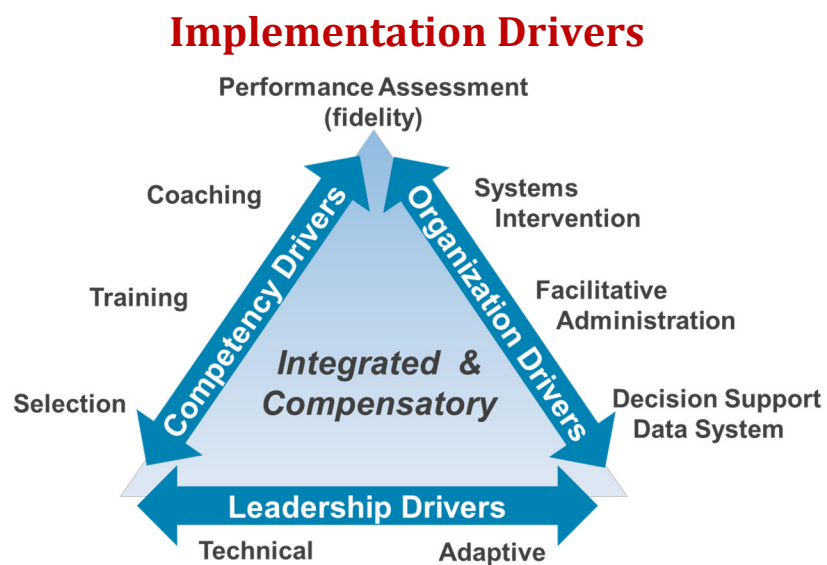 Implementation Drivers
Performance Assessment
(fidelity)
Coaching
Training
Selection
Competency Drivers
Systems
Intervention
Facilitative
Administration
Decision Support
Data System
Organization Drivers
Integrated & 
Compensatory
Leadership Drivers
Technical
Adaptive